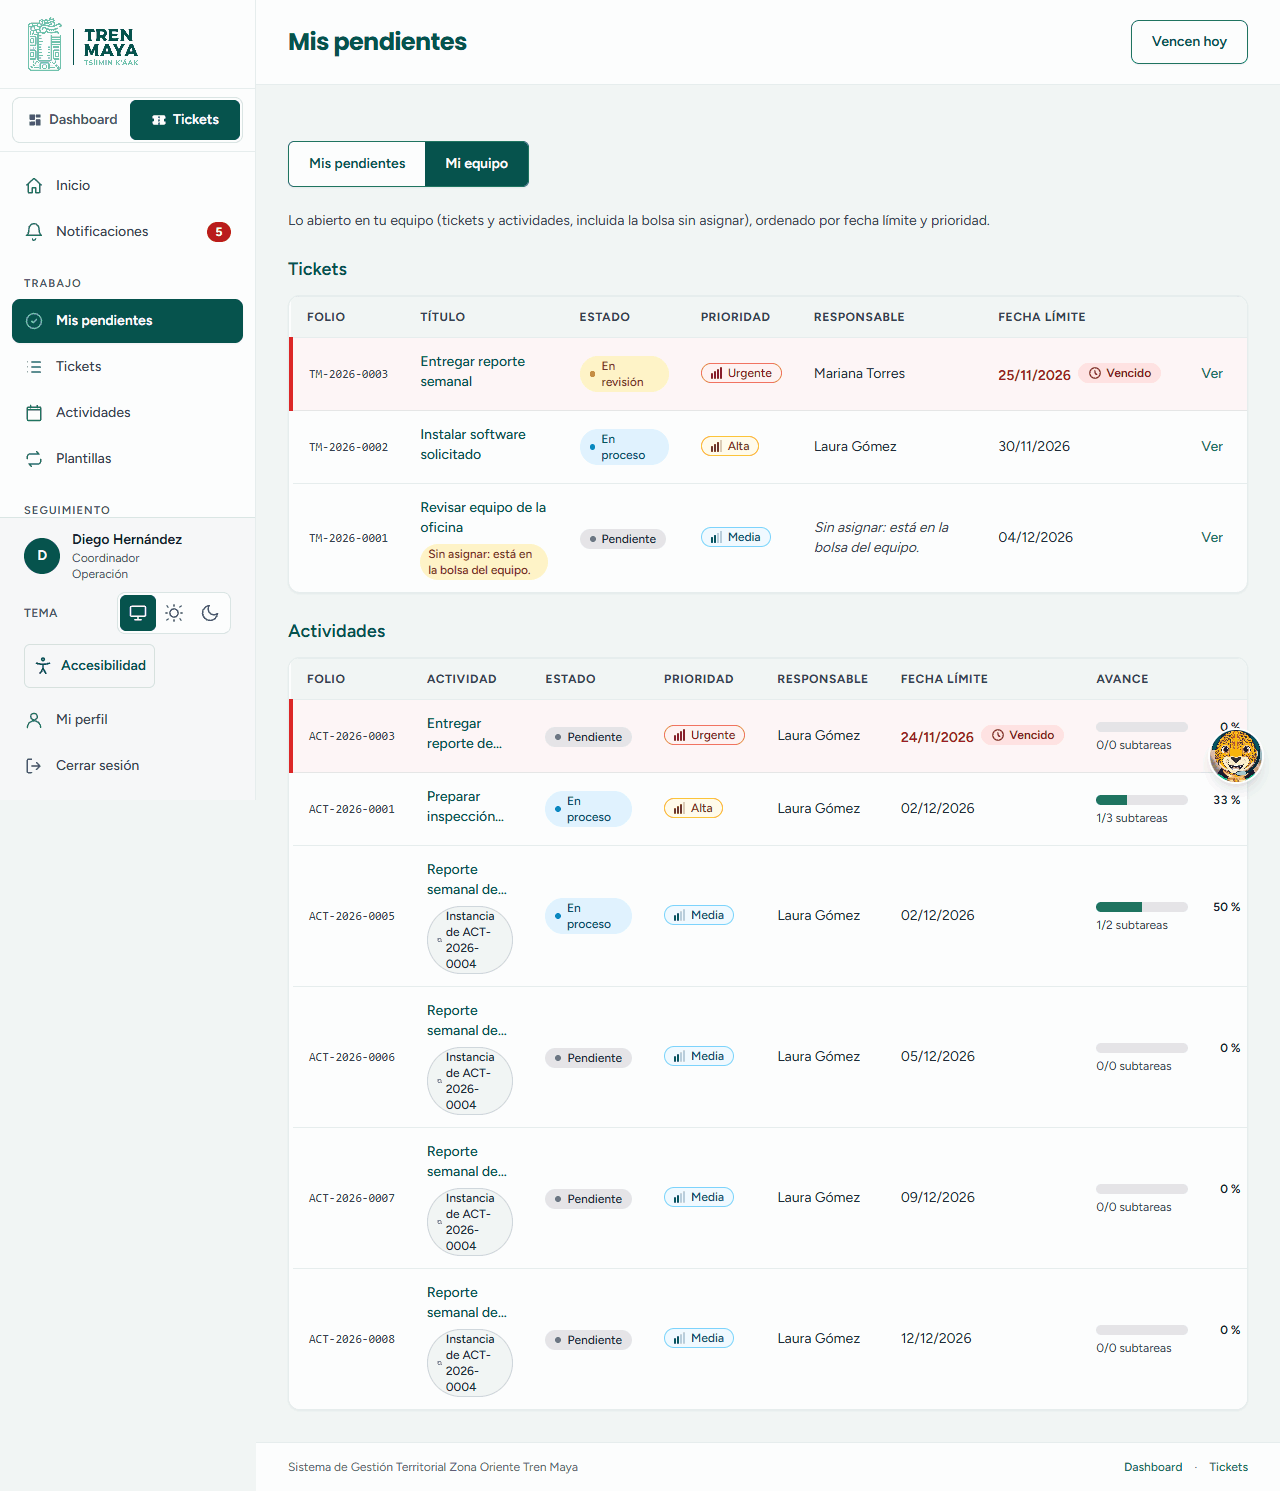 TREN
MAYA
TSÍIMIN K'ÁAK
Dashboard
Tickets
Inicio
Notificaciones
5
TRABAJO
Mis pendientes
Tickets
Actividades
Plantillas
SEGUIMIENTO
D
Diego Hernández
Coordinador
Operación
TEMA
Accesibilidad
Mi perfil
Cerrar sesión
Mis pendientes
Vencen hoy
Mis pendientes
Mi equipo
Lo abierto en tu equipo (tickets y actividades, incluida la bolsa sin asignar), ordenado por fecha límite y prioridad.
Tickets
FOLIO TÍTULO ESTADO PRIORIDAD RESPONSABLE FECHA LÍMITE
TM-2026-0003
Entregar reporte
semanal
En
revisión
Urgente
Mariana Torres
25/11/2026
Vencido
Ver
TM-2026-0002
Instalar software
solicitado
En
proceso
Alta
Laura Gómez
30/11/2026
Ver
TM-2026-0001
Revisar equipo de la
oficina
Sin asignar: está en
la bolsa del equipo.
Pendiente
Media
Sin asignar: está en la
bolsa del equipo.
04/12/2026
Ver
Actividades
FOLIO ACTIVIDAD ESTADO PRIORIDAD RESPONSABLE FECHA LÍMITE AVANCE
ACT-2026-0003
Entregar
reporte de...
Pendiente
Urgente
Laura Gómez
24/11/2026
Vencido
0 %
0/0 subtareas
ACT-2026-0001
Preparar
inspección...
En
proceso
Alta
Laura Gómez
02/12/2026
33 %
1/3 subtareas
ACT-2026-0005
Reporte
semanal de...
Instancia
de ACT-
2026-
0004
En
proceso
Media
Laura Gómez
02/12/2026
50 %
1/2 subtareas
ACT-2026-0006
Reporte
semanal de...
Instancia
de ACT-
2026-
0004
Pendiente
Media
Laura Gómez
05/12/2026
0 %
0/0 subtareas
ACT-2026-0007
Reporte
semanal de...
Instancia
de ACT-
2026-
0004
Pendiente
Media
Laura Gómez
09/12/2026
0 %
0/0 subtareas
ACT-2026-0008
Reporte
semanal de...
Instancia
de ACT-
2026-
0004
Pendiente
Media
Laura Gómez
12/12/2026
0 %
0/0 subtareas
Sistema de Gestión Territorial Zona Oriente Tren Maya
Dashboard · Tickets